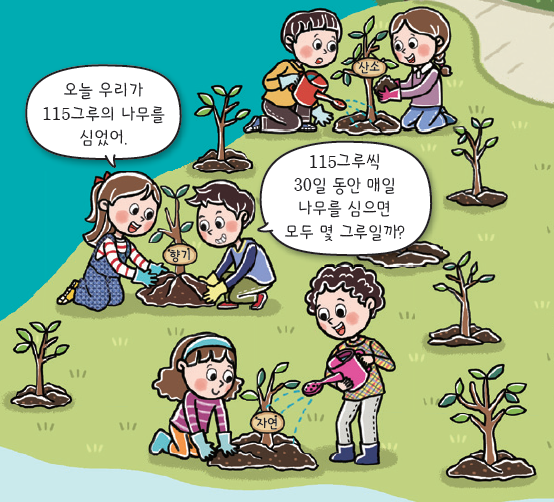 산소
오늘 우리가
115그루의 나무를
심었어.
115그루씩
30일 동안 매일
나무를 심으면
모두 몇 그루일까?
향기
자연